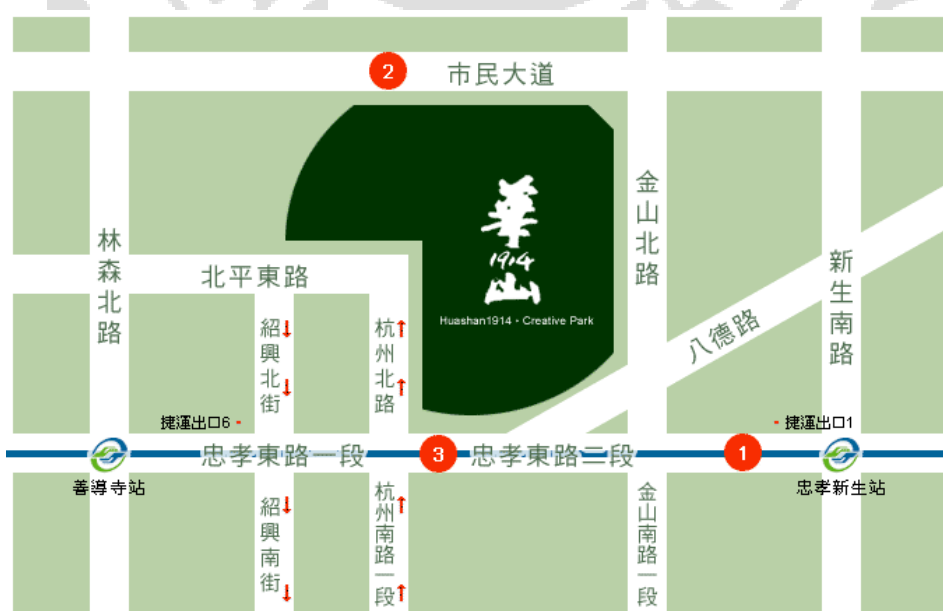 2
市民大道
華
1914
山
Huashan1914・Creative Park
金山北路
林森北路
新生南路
北平東路
紹興北街
杭州北路
八德路
捷運出口6
捷運出口1
忠孝東路一段
3
忠孝東路二段
1
善導寺站
忠孝新生站
紹興南街
杭州南路一段
金山南路一段